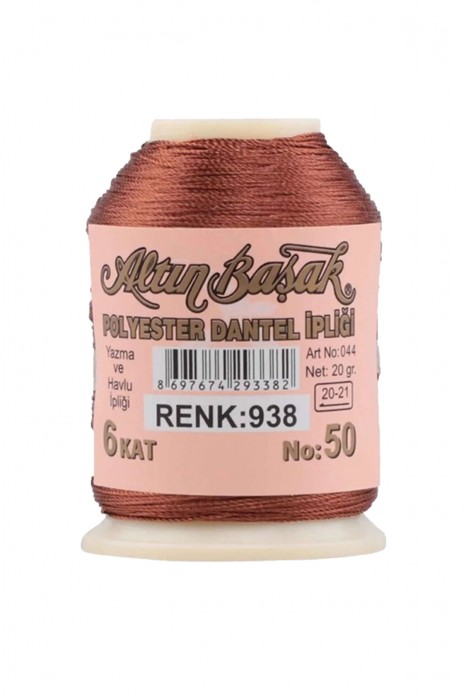 Altın Başak ®
POLYESTER DANTEL İPLİĞİ
Yazma
ve
Havlu
İpliği
8 697674 293382
Art No:044
Net: 20 gr.
20-21
RENK:938
6 KAT
No: 50